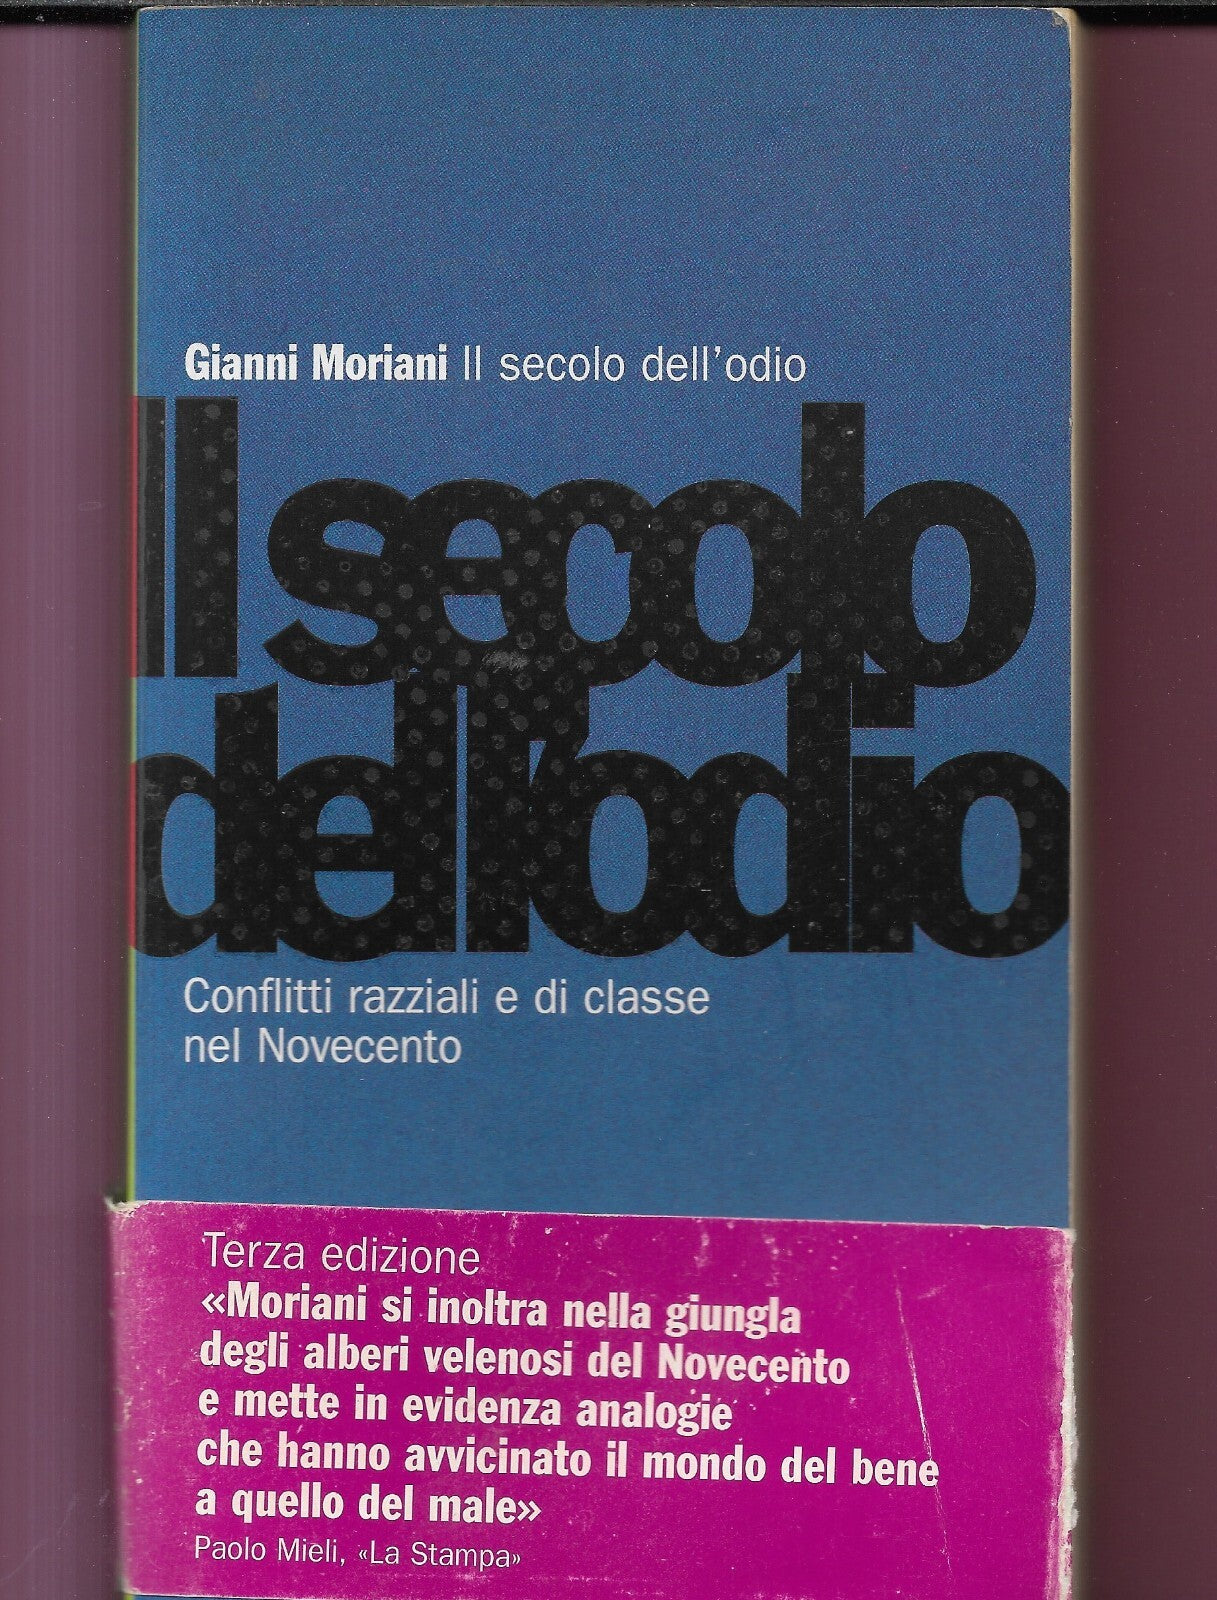 Gianni Moriani Il secolo dell'odio
Il secolo
dell'odio
Conflitti razziali e di classe
nel Novecento
Terza edizione
«Moriani si inoltra nella giungla
degli alberi velenosi del Novecento
e mette in evidenza analogie
che hanno avvicinato il mondo del bene
a quello del male»
Paolo Mieli, «La Stampa»